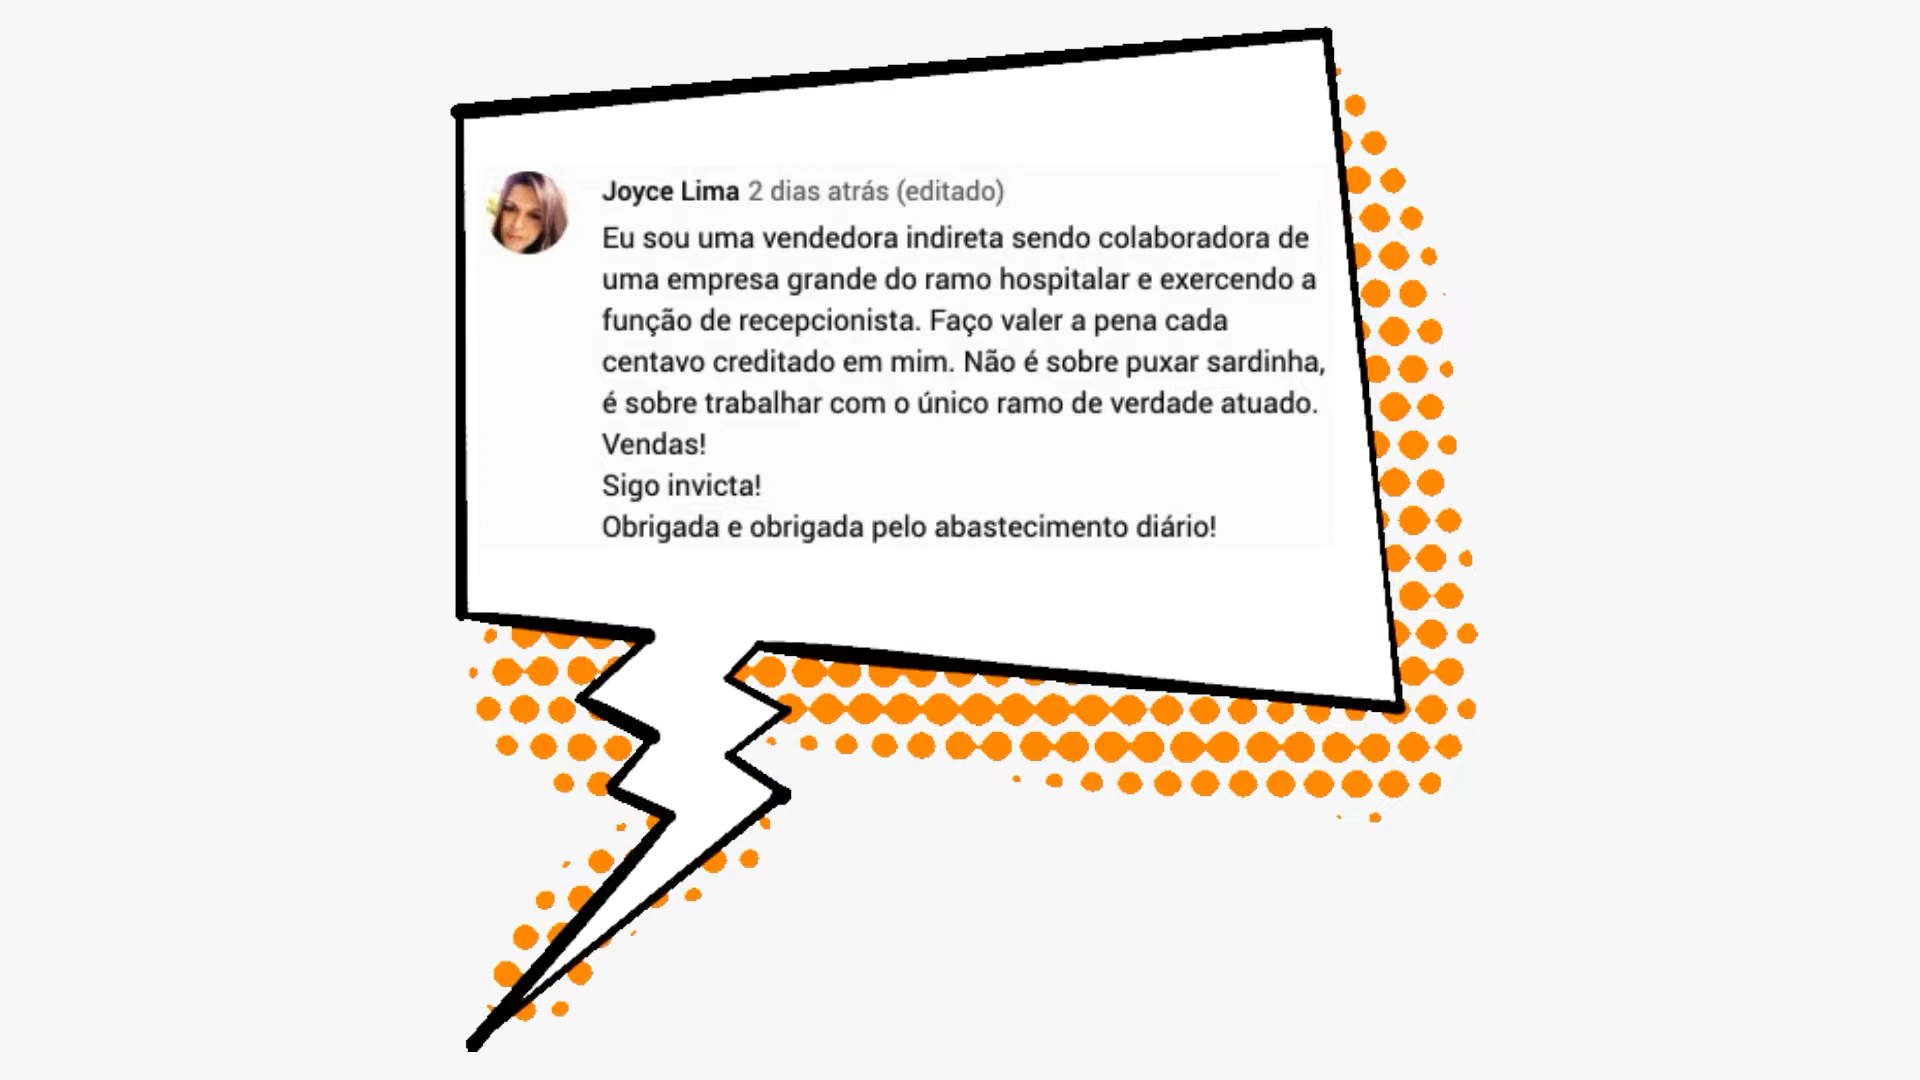 Joyce Lima 2 dias atrás (editado)
Eu sou uma vendedora indireta sendo colaboradora de
uma empresa grande do ramo hospitalar e exercendo a
função de recepcionista. Faço valer a pena cada
centavo creditado em mim. Não é sobre puxar sardinha,
é sobre trabalhar com o único ramo de verdade atuado.
Vendas!
Sigo invicta!
Obrigada e obrigada pelo abastecimento diário!